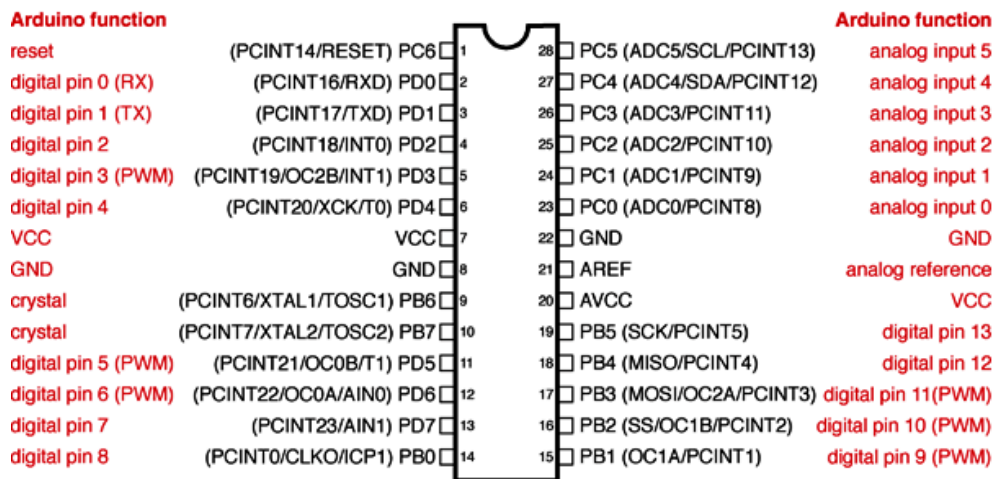 Arduino function Arduino function
reset (PCINT14/RESET) PC6 1 28 PC5 (ADC5/SCL/PCINT13) analog input 5
digital pin 0 (RX) (PCINT16/RXD) PD0 2 27 PC4 (ADC4/SDA/PCINT12) analog input 4
digital pin 1 (TX) (PCINT17/TXD) PD1 3 26 PC3 (ADC3/PCINT11) analog input 3
digital pin 2 (PCINT18/INT0) PD2 4 25 PC2 (ADC2/PCINT10) analog input 2
digital pin 3 (PWM) (PCINT19/OC2B/INT1) PD3 5 24 PC1 (ADC1/PCINT9) analog input 1
digital pin 4 (PCINT20/XCK/T0) PD4 6 23 PC0 (ADC0/PCINT8) analog input 0
VCC VCC 7 22 GND GND
GND GND 8 21 AREF analog reference
crystal (PCINT6/XTAL1/TOSC1) PB6 9 20 AVCC VCC
crystal (PCINT7/XTAL2/TOSC2) PB7 10 19 PB5 (SCK/PCINT5) digital pin 13
digital pin 5 (PWM) (PCINT21/OC0B/T1) PD5 11 18 PB4 (MISO/PCINT4) digital pin 12
digital pin 6 (PWM) (PCINT22/OC0A/AIN0) PD6 12 17 PB3 (MOSI/OC2A/PCINT3) digital pin 11(PWM)
digital pin 7 (PCINT23/AIN1) PD7 13 16 PB2 (SS/OC1B/PCINT2) digital pin 10 (PWM)
digital pin 8 (PCINT0/CLKO/ICP1) PB0 14 15 PB1 (OC1A/PCINT1) digital pin 9 (PWM)